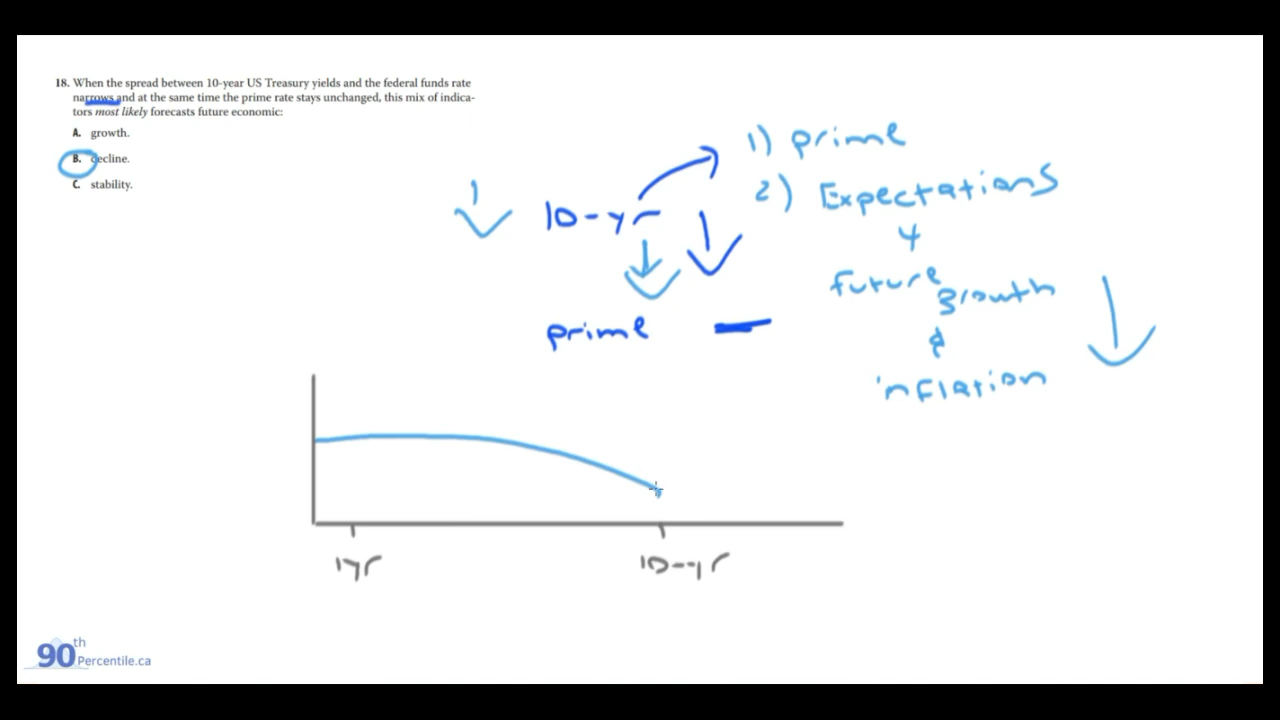 18. When the spread between 10-year US Treasury yields and the federal funds rate
narrows and at the same time the prime rate stays unchanged, this mix of indica-
tors most likely forecasts future economic:
A. growth.
B. decline.
C. stability.
1) prime
2) Expectations
10-yr
4
future
growth
&
inflation
prime
1yr
10-yr
90th
Percentile.ca